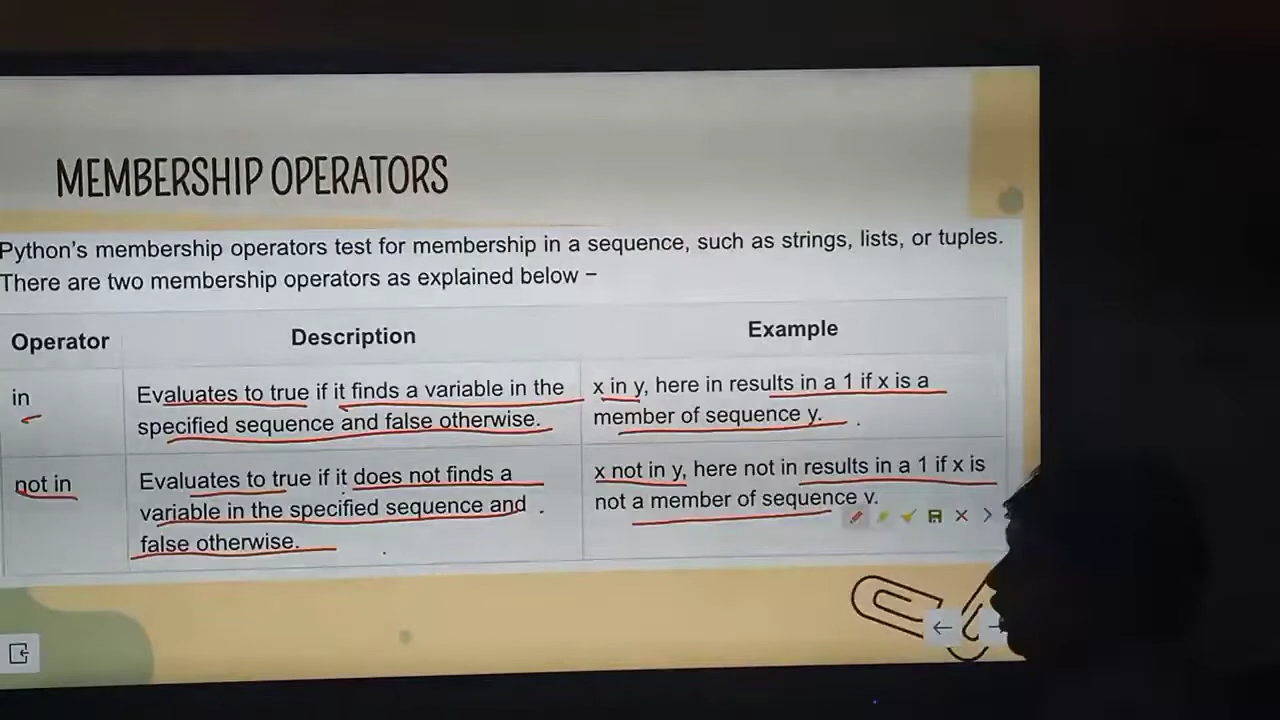 MEMBERSHIP OPERATORS
Python's membership operators test for membership in a sequence, such as strings, lists, or tuples.
There are two membership operators as explained below –
Operator Description Example
in
Evaluates to true if it finds a variable in the
specified sequence and false otherwise.
x in y, here in results in a 1 if x is a
member of sequence y.
not in
Evaluates to true if it does not finds a
variable in the specified sequence and
false otherwise.
x not in y, here not in results in a 1 if x is
not a member of sequence y.